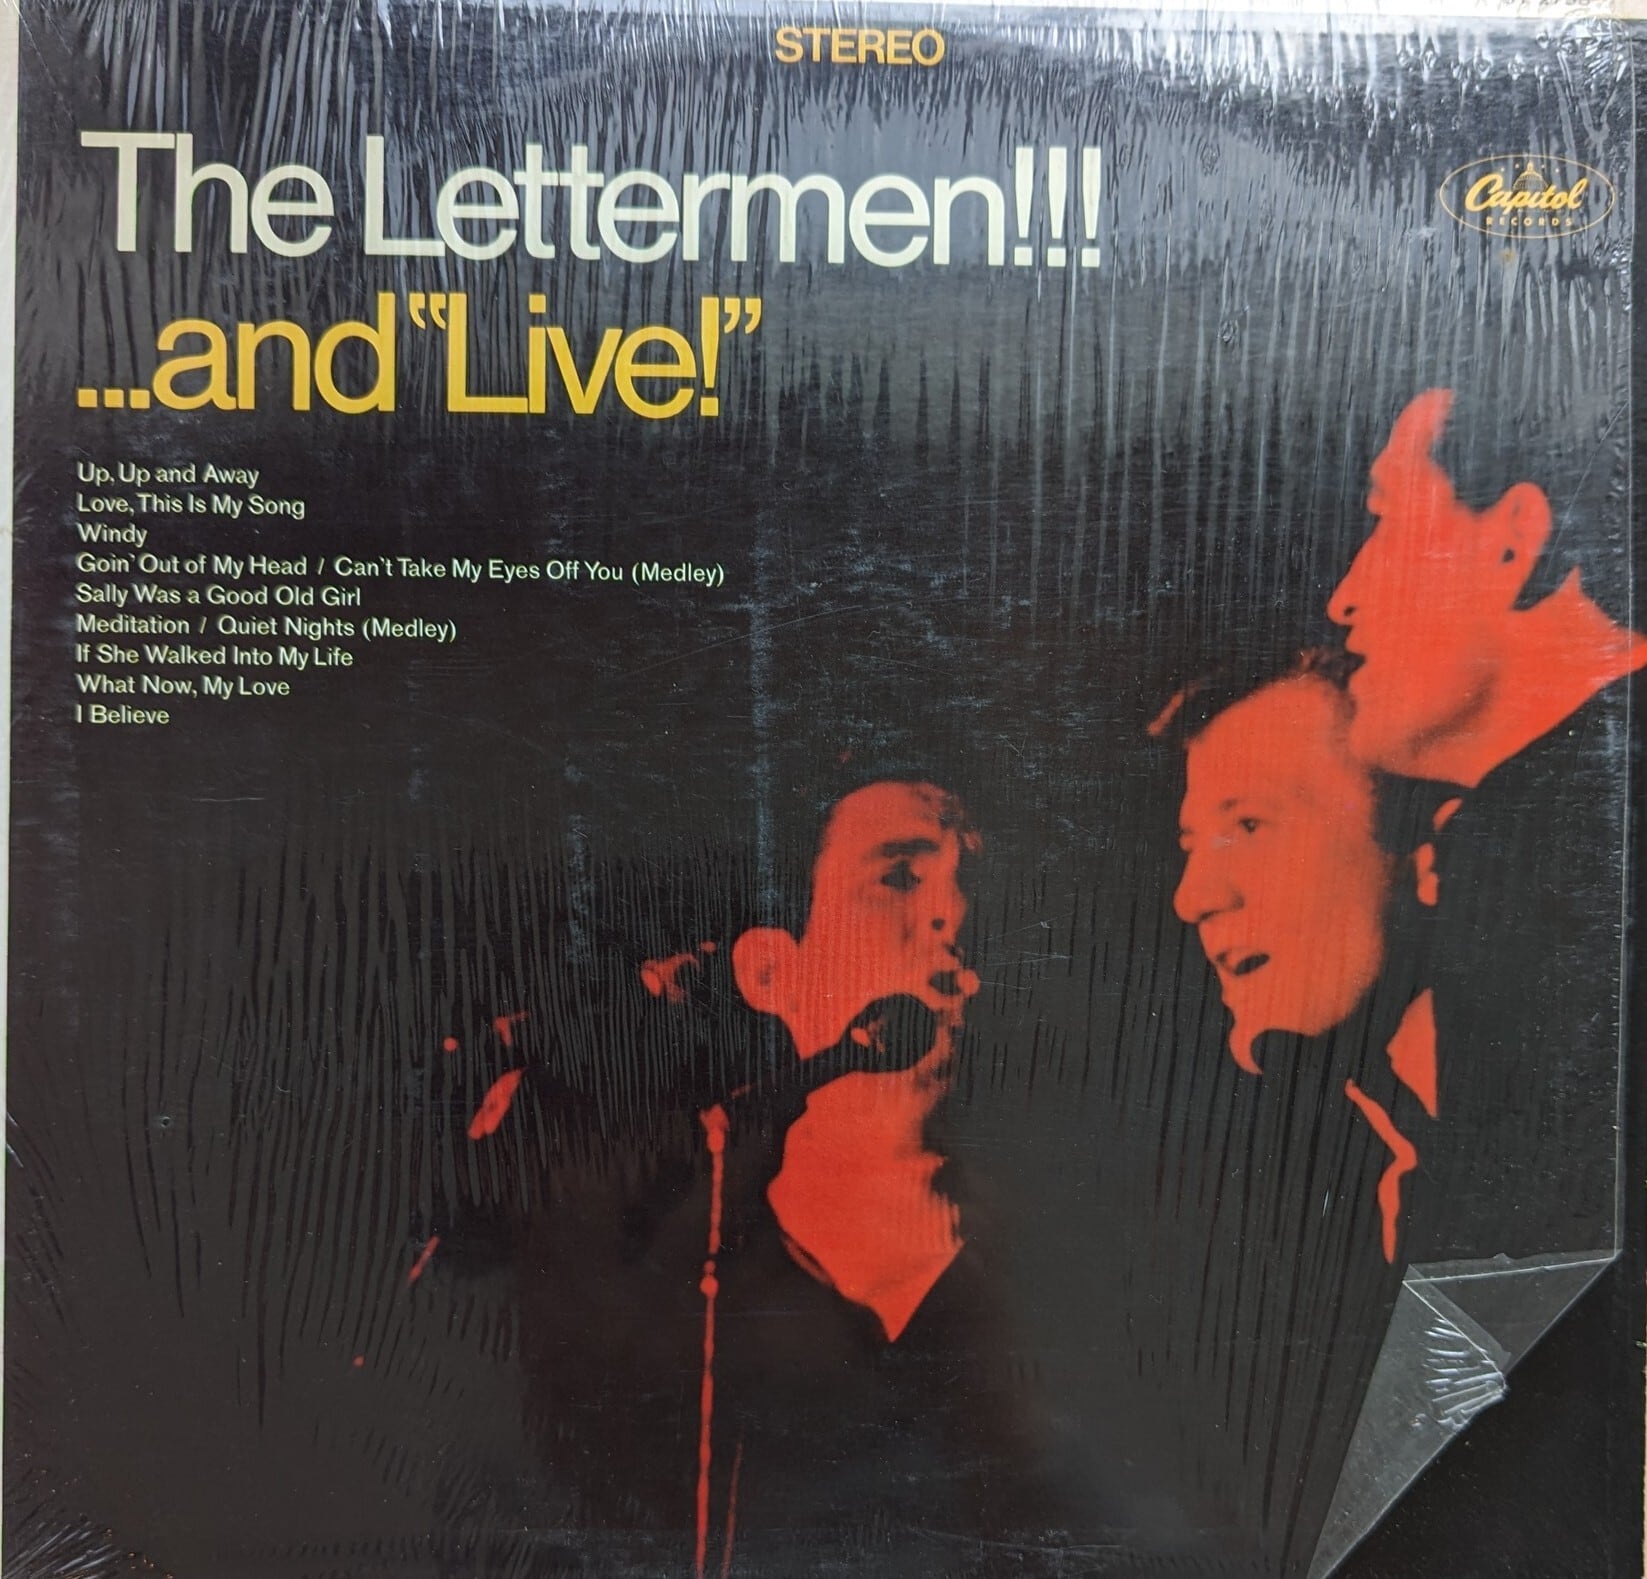 STEREO
The Lettermen!!!
Capitol
RECORDS
...and “Live!”
Up, Up and Away
Love, This Is My Song
Windy
Goin' Out of My Head / Can't Take My Eyes Off You (Medley)
Sally Was a Good Old Girl
Meditation / Quiet Nights (Medley)
If She Walked Into My Life
What Now, My Love
I Believe